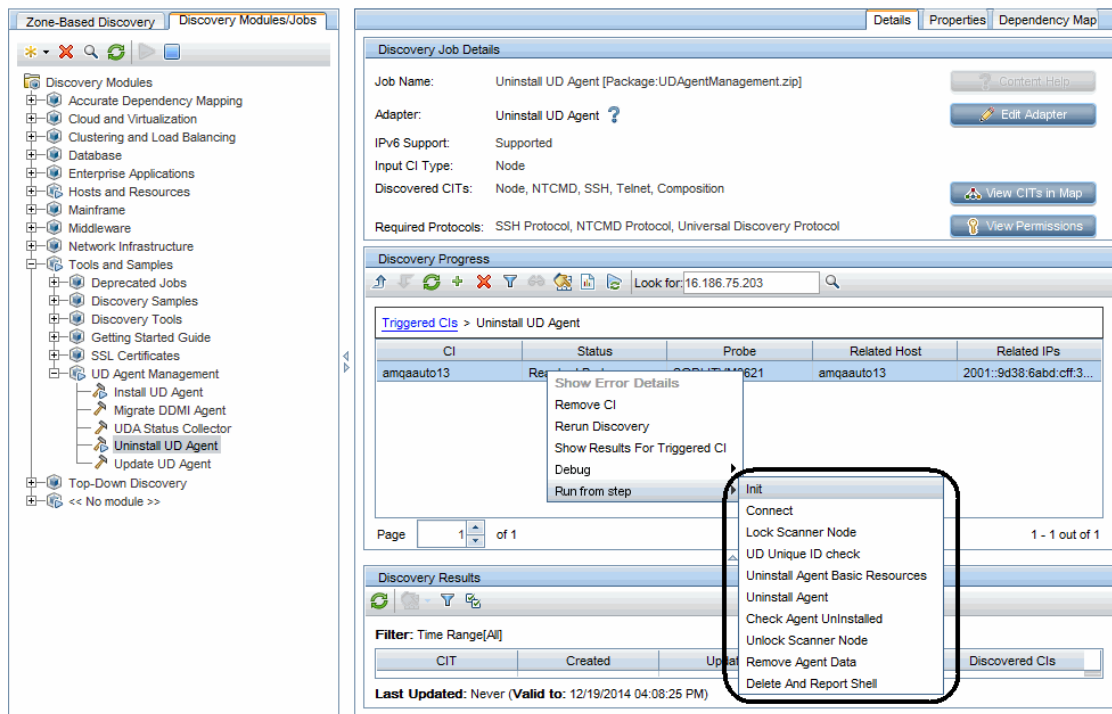 Zone-Based Discovery Discovery Modules/Jobs
Discovery Modules
Accurate Dependency Mapping
Cloud and Virtualization
Clustering and Load Balancing
Database
Enterprise Applications
Hosts and Resources
Mainframe
Middleware
Network Infrastructure
Tools and Samples
Deprecated Jobs
Discovery Samples
Discovery Tools
Getting Started Guide
SSL Certificates
UD Agent Management
Install UD Agent
Migrate DDMI Agent
UDA Status Collector
Uninstall UD Agent
Update UD Agent
Top-Down Discovery
<< No module >>
Details Properties Dependency Map
Discovery Job Details
Job Name: Uninstall UD Agent [Package:UDAgentManagement.zip]
Content Help
Adapter: Uninstall UD Agent
Edit Adapter
IPv6 Support: Supported
Input CI Type: Node
Discovered CITs: Node, NTCMD, SSH, Telnet, Composition
View CITs in Map
Required Protocols: SSH Protocol, NTCMD Protocol, Universal Discovery Protocol
View Permissions
Discovery Progress
Look for: 16.186.75.203
Triggered CIs > Uninstall UD Agent
CI Status Probe Related Host Related IPs
amqaauto13 amqaauto13 2001::9d38:6abd:cff:3...
Show Error Details
Remove CI
Rerun Discovery
Show Results For Triggered CI
Debug
Run from step
Init
Connect
Lock Scanner Node
UD Unique ID check
Uninstall Agent Basic Resources
Uninstall Agent
Check Agent UnInstalled
Unlock Scanner Node
Remove Agent Data
Delete And Report Shell
Page 1 of 1 1 - 1 out of 1
Discovery Results
Filter: Time Range[All]
CIT Created Discovered CIs
Last Updated: Never (Valid to: 12/19/2014 04:08:25 PM)